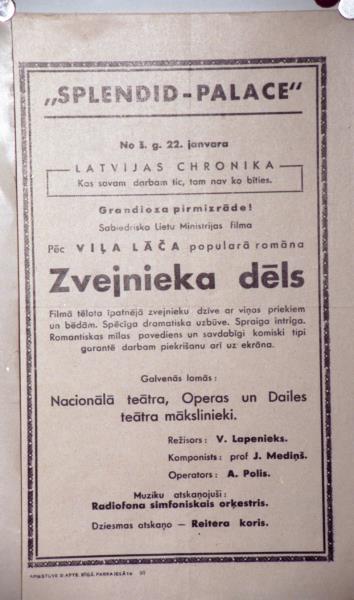 „SPLENDID-PALACE“
No š. g. 22. janvara
LATVIJAS CHRONIKA
Kas savam darbam tic, tam nav ko bīties.
Grandioza pirmizrāde!
Sabiedrisko Lietu Ministrijas filma
Pēc VIĻA LĀČA populārā romāna
Zvejnieka dēls
Filmā tēlota īpatnējā zvejnieku dzīve ar viņas priekiem
un bēdām. Spēcīga dramatiska uzbūve. Spraiga intrīga.
Romantiskas mīlas pavediens un savdabīgi komiski tipi
garantē darbam piekrišanu arī uz ekrāna.
Galvenās lomās:
Nacionālā teātra, Operas un Dailes
teātra mākslinieki.
Režisors: V. Lapenieks.
Komponists: prof J. Mediņš.
Operators: A. Polis.
Muziku atskaņojuši:
Radiofona simfoniskais orķestris.
Dziesmas atskaņo — Reitera koris.